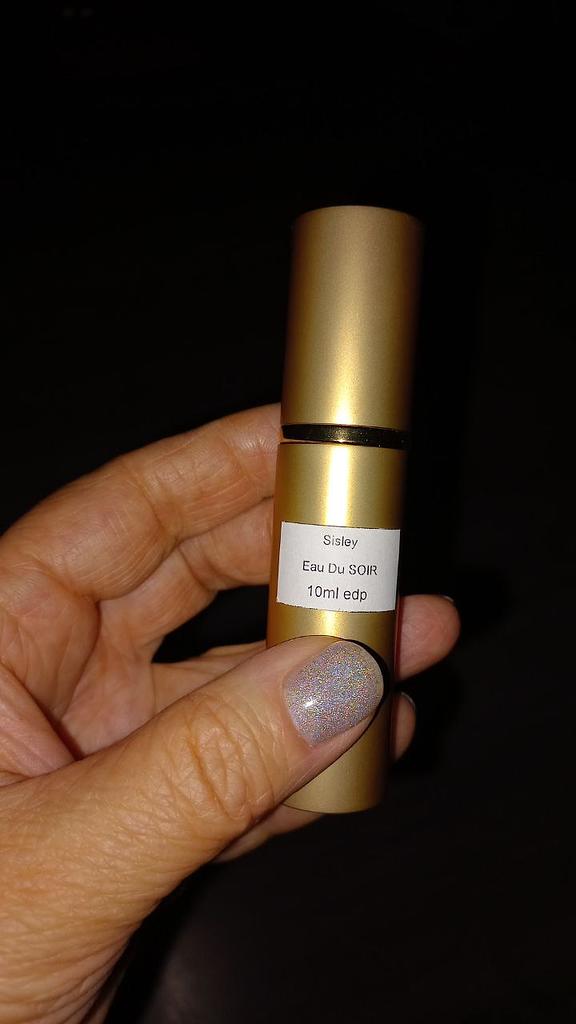 Sisley
Eau Du SOIR
10ml edp